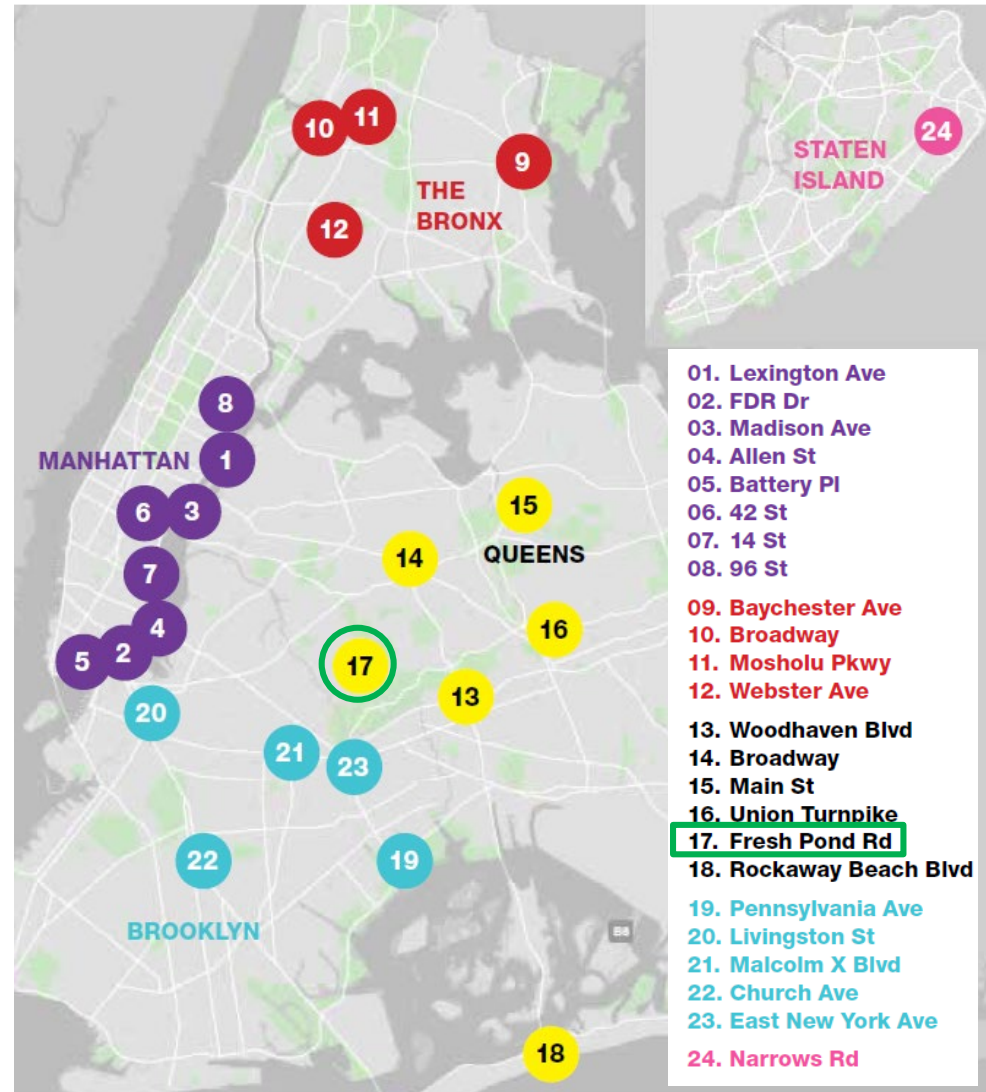 10
11
9
24
STATEN
ISLAND
THE
BRONX
12
8
MANHATTAN
1
6
3
15
14
QUEENS
7
4
16
5
2
17
13
20
21
23
22
19
BROOKLYN
18
01. Lexington Ave
02. FDR Dr
03. Madison Ave
04. Allen St
05. Battery Pl
06. 42 St
07. 14 St
08. 96 St
09. Baychester Ave
10. Broadway
11. Mosholu Pkwy
12. Webster Ave
13. Woodhaven Blvd
14. Broadway
15. Main St
16. Union Turnpike
17. Fresh Pond Rd
18. Rockaway Beach Blvd
19. Pennsylvania Ave
20. Livingston St
21. Malcolm X Blvd
22. Church Ave
23. East New York Ave
24. Narrows Rd